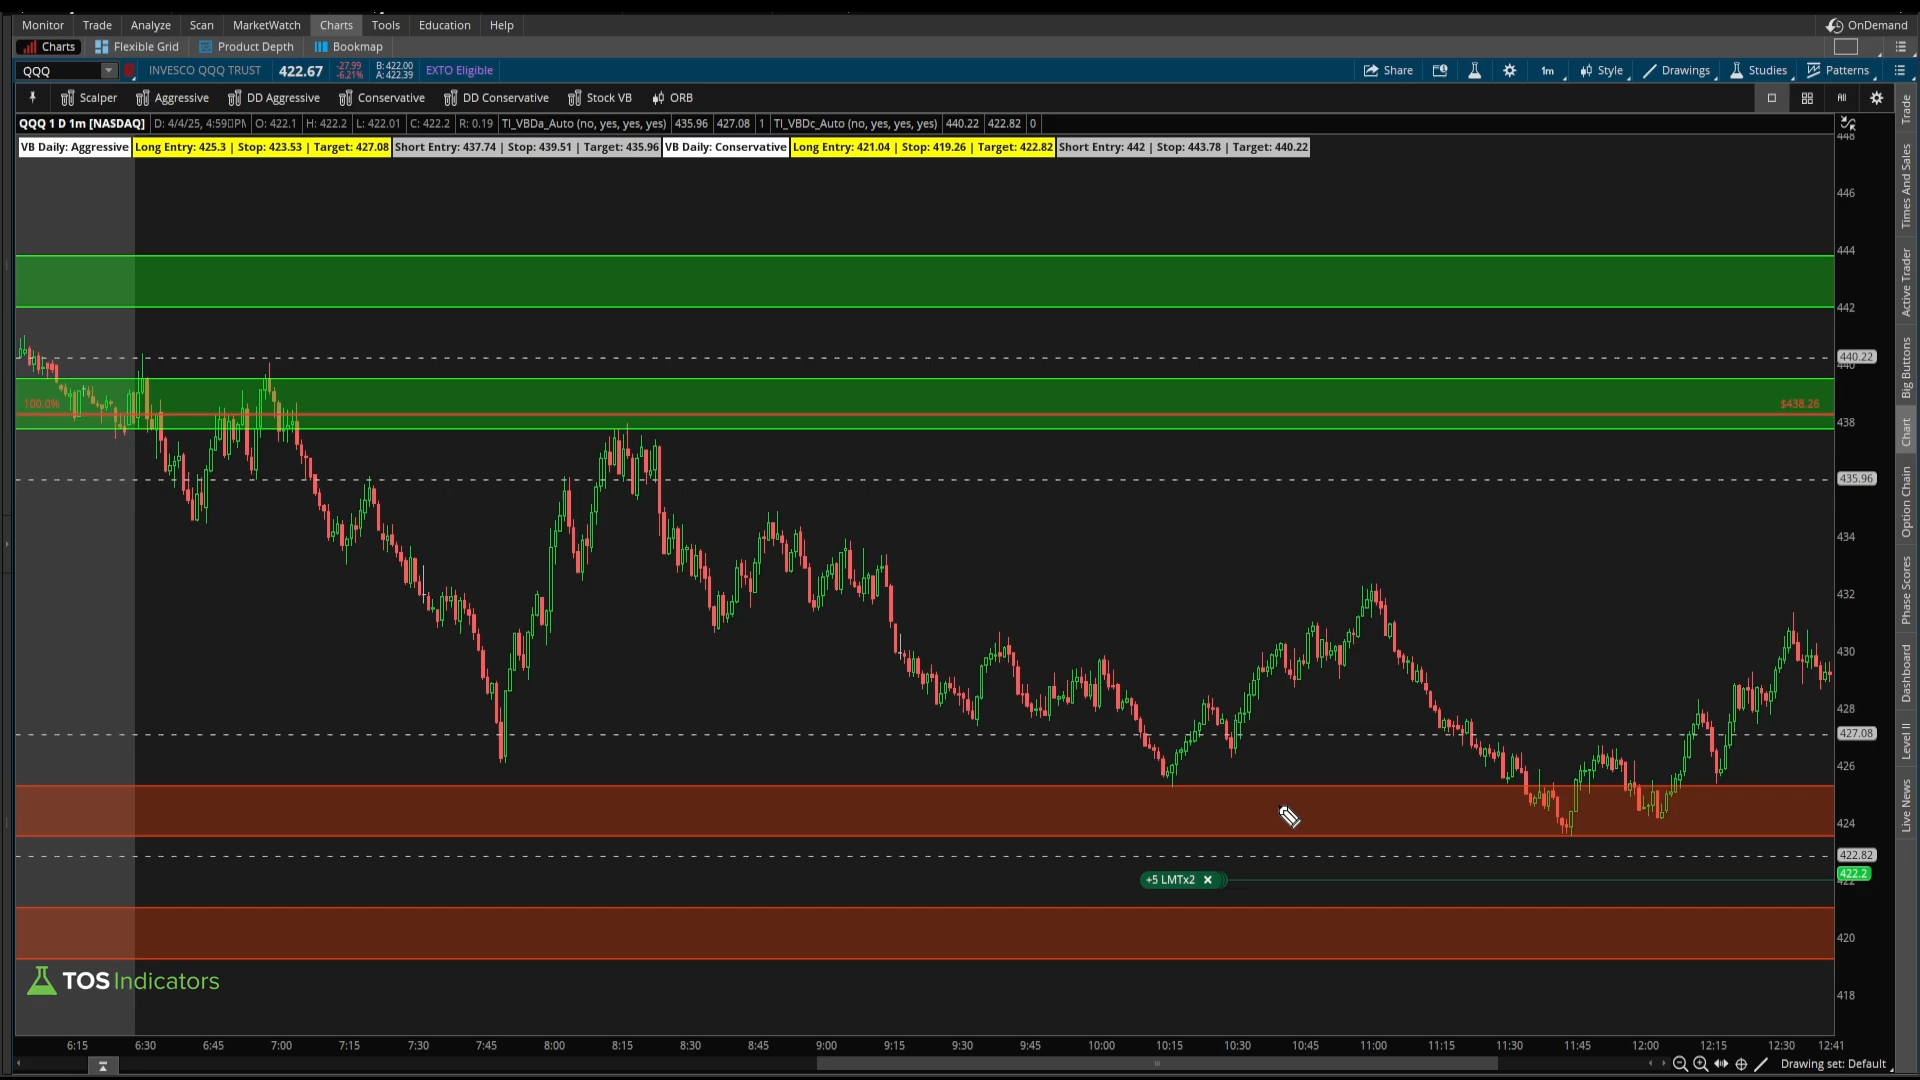 Monitor Trade Analyze Scan MarketWatch Charts Tools Education Help OnDemand
Charts Flexible Grid Product Depth Bookmap
QQQ INVESCO QQQ TRUST 422.67 -27.99 -6.21% B: 422.00 A: 422.39 EXTO Eligible Share 1m Style Drawings Studies Patterns
Scalper Aggressive DD Aggressive Conservative DD Conservative Stock VB ORB All
QQQ 1 D 1m [NASDAQ] D: 4/4/25, 4:59 PM O: 422.1 H: 422.2 L: 422.01 C: 422.2 R: 0.19 TI_VBDa_Auto (no, yes, yes, yes) 435.96 427.08 1 TI_VBDc_Auto (no, yes, yes, yes) 440.22 422.82 0
VB Daily: Aggressive Long Entry: 425.3 | Stop: 423.53 | Target: 427.08 Short Entry: 437.74 | Stop: 439.51 | Target: 435.96 VB Daily: Conservative Long Entry: 421.04 | Stop: 419.26 | Target: 422.82 Short Entry: 442 | Stop: 443.78 | Target: 440.22
448
446
444
442
440.22
440
100.0% $438.26
438
435.96
434
432
430
428
427.08
426
424
422.82
422.2
422
+5 LMTx2
420
418
TOS Indicators
6:15 6:30 6:45 7:00 7:15 7:30 7:45 8:00 8:15 8:30 8:45 9:00 9:15 9:30 9:45 10:00 10:15 10:30 10:45 11:00 11:15 11:30 11:45 12:00 12:15 12:30 12:41
Drawing set: Default
Trade
Times And Sales
Active Trader
Big Buttons
Chart
Option Chain
Phase Scores
Dashboard
Level II
Live News